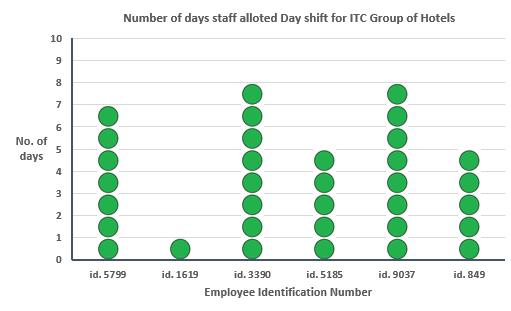 Number of days staff alloted Day shift for ITC Group of Hotels
10
9
8
7
6
5
4
3
2
1
0
No. of
days
id. 5799 id. 1619 id. 3390 id. 5185 id. 9037 id. 849
Employee Identification Number